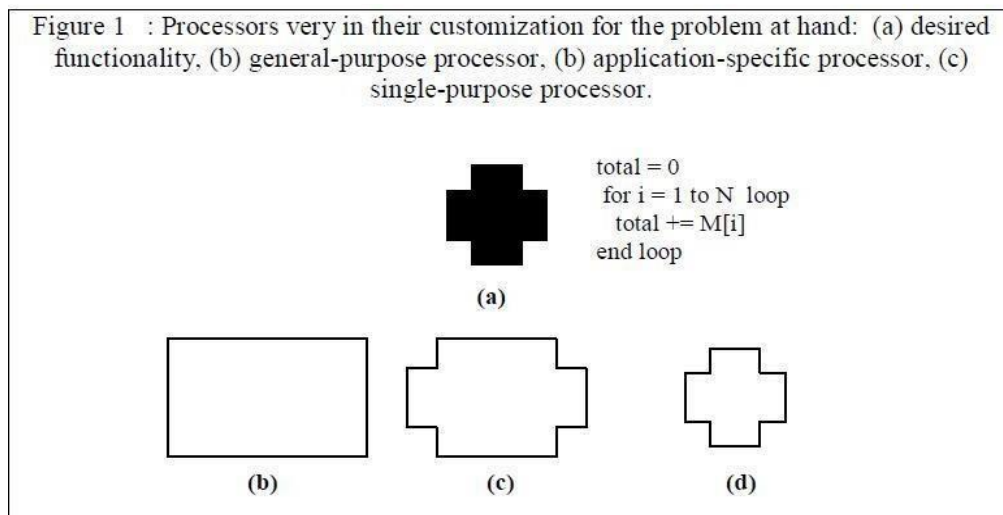 Figure 1 : Processors very in their customization for the problem at hand: (a) desired
functionality, (b) general-purpose processor, (b) application-specific processor, (c)
single-purpose processor.
total = 0
for i = 1 to N loop
total += M[i]
end loop
(a)
(b)
(c)
(d)